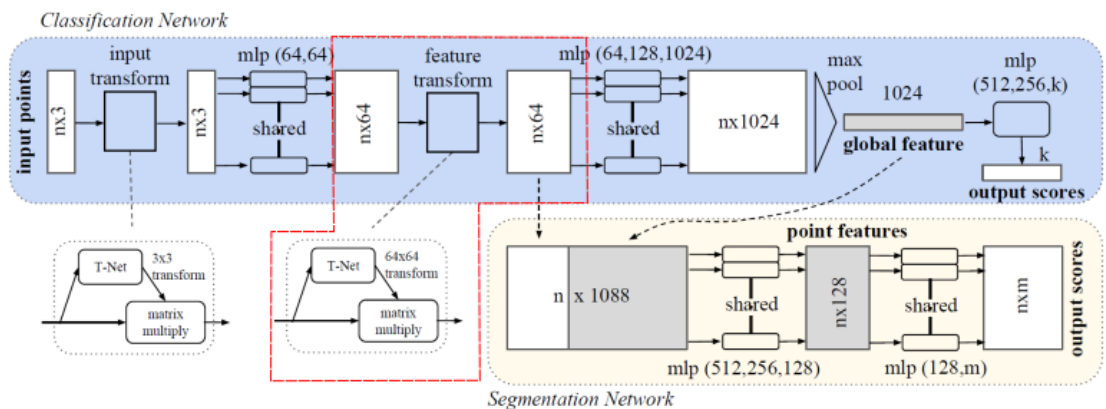 Classification Network
input points
nx3
input
transform
nx3
mlp (64,64)
shared
nx64
feature
transform
nx64
mlp (64,128,1024)
shared
nx1024
max
pool
1024
global feature
mlp
(512,256,k)
k
output scores
T-Net
3x3
transform
matrix
multiply
T-Net
64x64
transform
matrix
multiply
point features
n x 1088
shared
mlp (512,256,128)
nx128
shared
mlp (128,m)
nxm
output scores
Segmentation Network